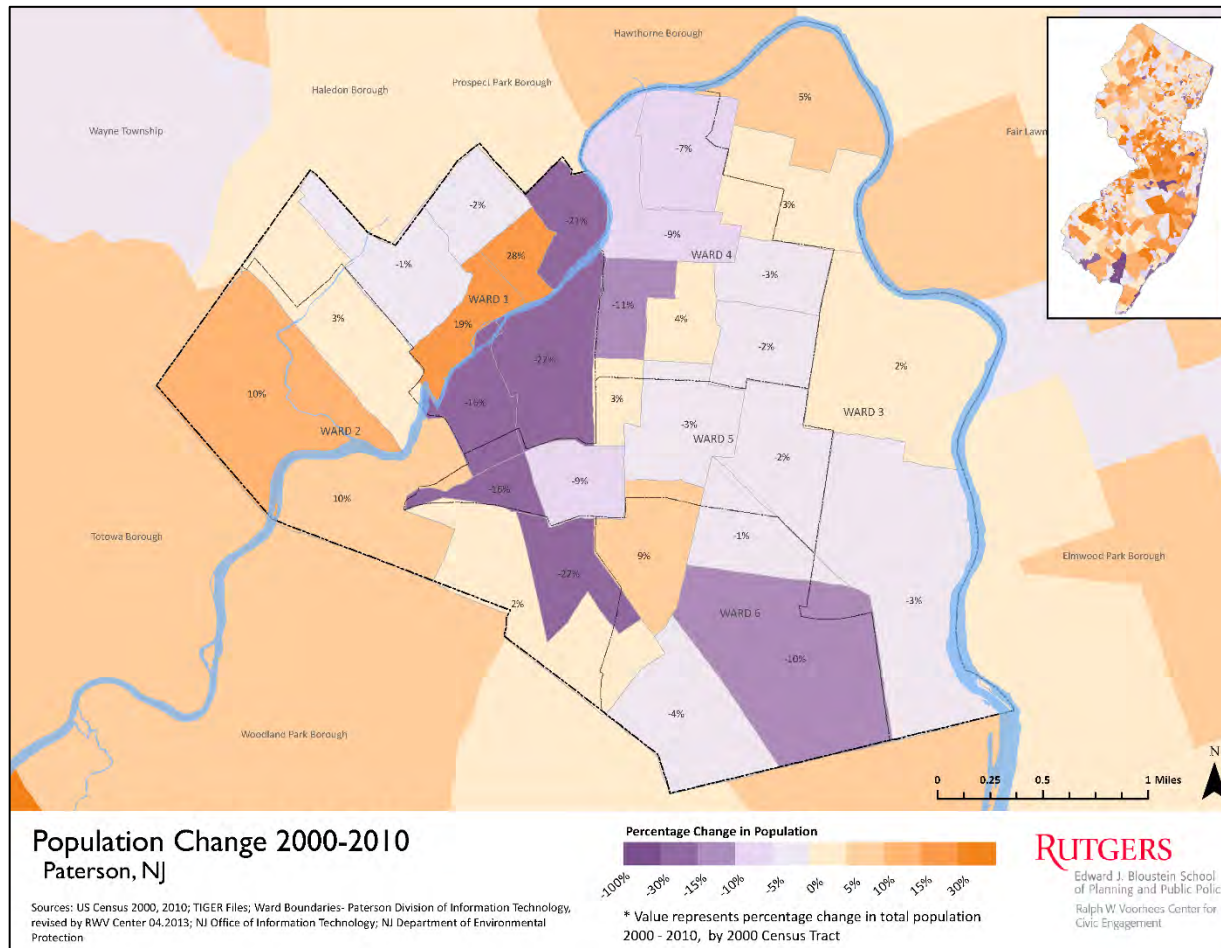 Hawthorne Borough
Prospect Park Borough
Haledon Borough
Wayne Township
Fair Lawn
5%
-7%
-3%
-2%
-21%
-9%
WARD 4
-1%
28%
-3%
WARD 1
-11%
4%
3%
19%
-2%
2%
10%
3%
WARD 3
-16%
WARD 2
-3%
WARD 5
-2%
-9%
-16%
10%
Totowa Borough
-1%
9%
Elmwood Park Borough
-3%
2%
WARD 6
-10%
-4%
Woodland Park Borough
N
0 0.25 0.5 1 Miles
Population Change 2000-2010
Paterson, NJ
Sources: US Census 2000, 2010; TIGER Files; Ward Boundaries- Paterson Division of Information Technology,
revised by RWV Center 04.2013; NJ Office of Information Technology; NJ Department of Environmental
Protection
Percentage Change in Population
-100% -30% -15% -10% -5% 0% 5% 10% 15% 30%
* Value represents percentage change in total population
2000 - 2010, by 2000 Census Tract
RUTGERS
Edward J. Bloustein School
of Planning and Public Polic
Ralph W. Voorhees Center for
Civic Engagement